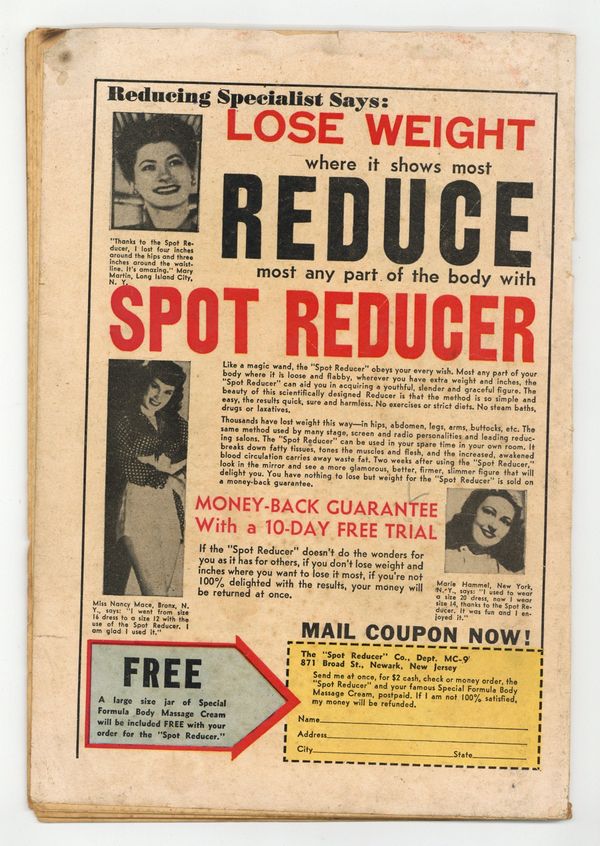 Reducing Specialist Says:
LOSE WEIGHT
where it shows most
REDUCE
most any part of the body with
SPOT REDUCER
"Thanks to the Spot Re-
ducer, I lost four inches
around the hips and three
inches around the waist-
line. It's amazing." Mary
Martin, Long Island City,
N. Y.
Like a magic wand, the "Spot Reducer" obeys your every wish. Most any part of your
body where it is loose and flabby, wherever you have extra weight and inches, the
"Spot Reducer" can aid you in acquiring a youthful, slender and graceful figure. The
beauty of this scientifically designed Reducer is that the method is so simple and
easy, the results quick, sure and harmless. No exercises or strict diets. No steam baths,
drugs or laxatives.
Thousands have lost weight this way—in hips, abdomen, legs, arms, buttocks, etc. The
same method used by many stage, screen and radio personalities and leading reduc-
ing salons. The "Spot Reducer" can be used in your spare time in your own room. It
breaks down fatty tissues, tones the muscles and flesh, and the increased, awakened
blood circulation carries away waste fat. Two weeks after using the "Spot Reducer,"
look in the mirror and see a more glamorous, better, firmer, slimmer figure that will
delight you. You have nothing to lose but weight for the "Spot Reducer" is sold on
a money-back guarantee.
MONEY-BACK GUARANTEE
With a 10-DAY FREE TRIAL
If the "Spot Reducer" doesn't do the wonders for
you as it has for others, if you don't lose weight and
inches where you want to lose it most, if you're not
100% delighted with the results, your money will
be returned at once.
Miss Nancy Mace, Bronx, N.
Y., says: "I went from size
16 dress to a size 12 with the
use of the Spot Reducer. I
am glad I used it."
Marie Hammel, New York,
N. Y., says: "I used to wear
a size 20 dress, now I wear
size 14, thanks to the Spot Re-
ducer. It was fun and I en-
joyed it."
MAIL COUPON NOW!
FREE
A large size jar of Special
Formula Body Massage Cream
will be included FREE with your
order for the "Spot Reducer."
The "Spot Reducer" Co., Dept. MC-9
871 Broad St., Newark, New Jersey
Send me at once, for $2 cash, check or money order, the
"Spot Reducer" and your famous Special Formula Body
Massage Cream, postpaid. If I am not 100% satisfied,
my money will be refunded.
Name
Address
City State